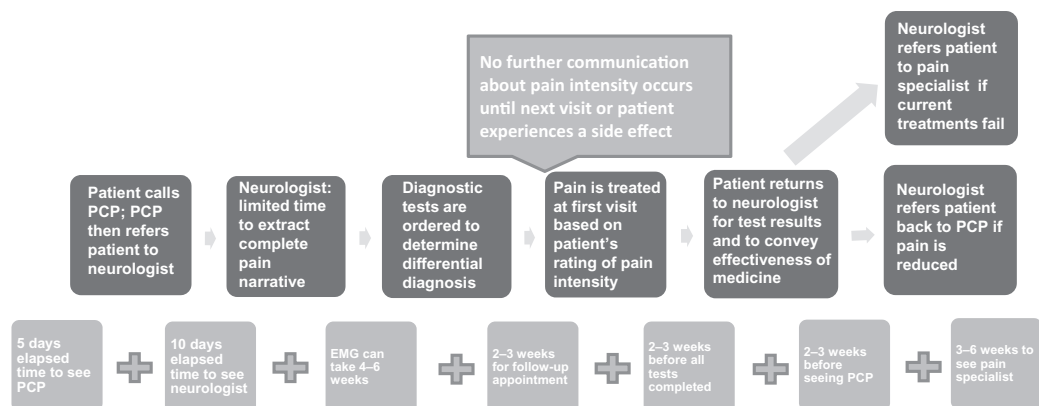 No further communication
about pain intensity occurs
until next visit or patient
experiences a side effect
Neurologist
refers patient
to pain
specialist if
current
treatments fail
Patient calls
PCP; PCP
then refers
patient to
neurologist
Neurologist:
limited time
to extract
complete
pain
narrative
Diagnostic
tests are
ordered to
determine
differential
diagnosis
Pain is treated
at first visit
based on
patient’s
rating of pain
intensity
Patient returns
to neurologist
for test results
and to convey
effectiveness of
medicine
Neurologist
refers patient
back to PCP if
pain is
reduced
5 days
elapsed
time to see
PCP
10 days
elapsed
time to see
neurologist
EMG can
take 4–6
weeks
2–3 weeks
for follow-up
appointment
2–3 weeks
before all
tests
completed
2–3 weeks
before
seeing PCP
3–6 weeks to
see pain
specialist